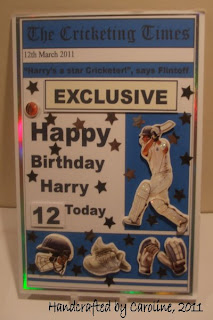 The Cricketing Times
12th March 2011
"Harry's a star Cricketer!", says Flintoff
EXCLUSIVE
Happy
Birthday
Harry
12 Today
Handcrafted by Caroline, 2011